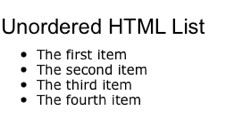 Unordered HTML List
The first item
The second item
The third item
The fourth item